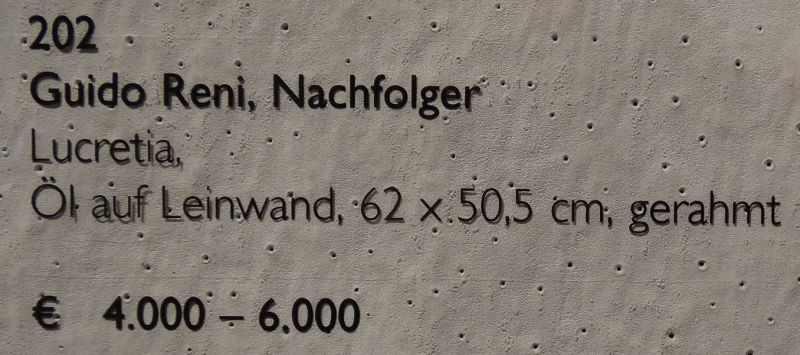 202
Guido Reni, Nachfolger
Lucretia,
Öl auf Leinwand, 62 x 50,5 cm, gerahmt
€ 4.000 – 6.000